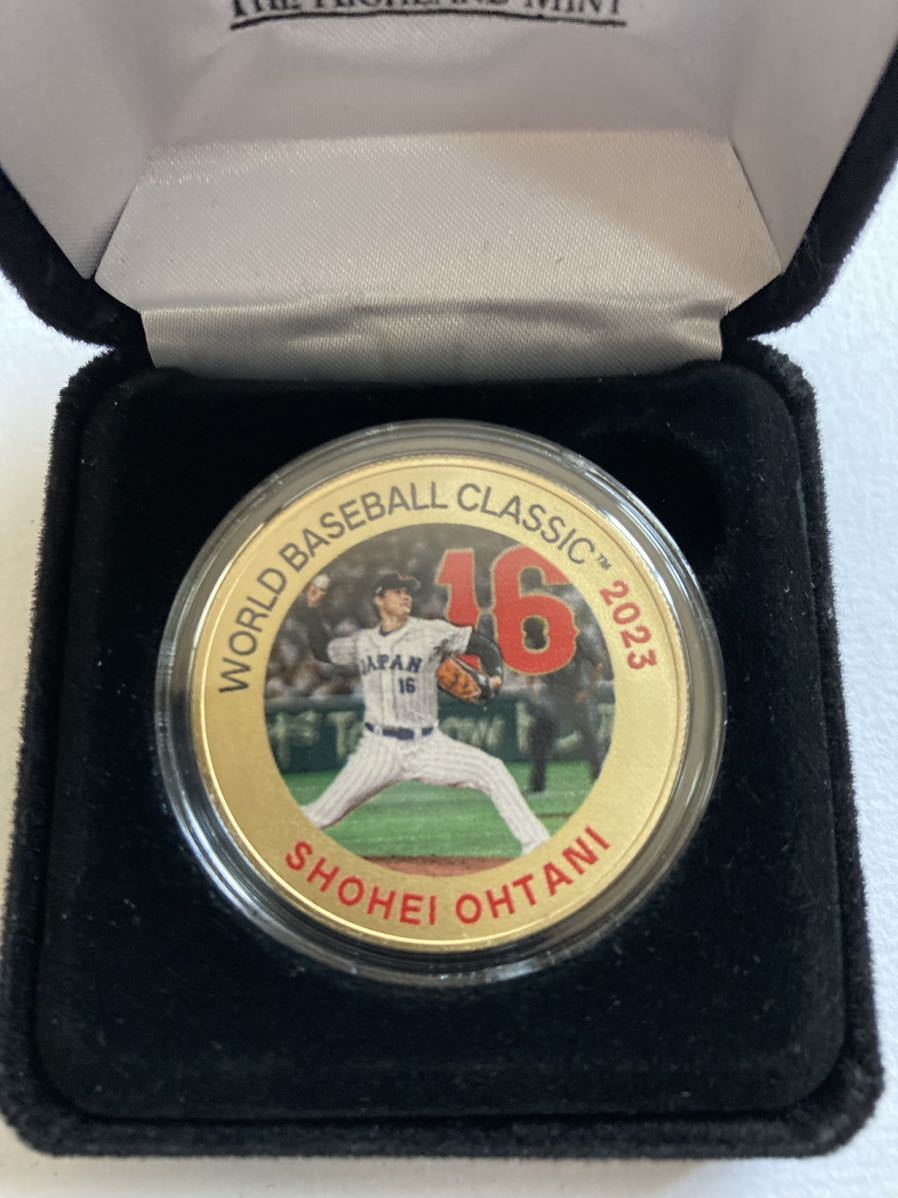 THE HIGHLAND MINT
WORLD BASEBALL CLASSIC™ 2023
16
JAPAN
16
SHOHEI OHTANI